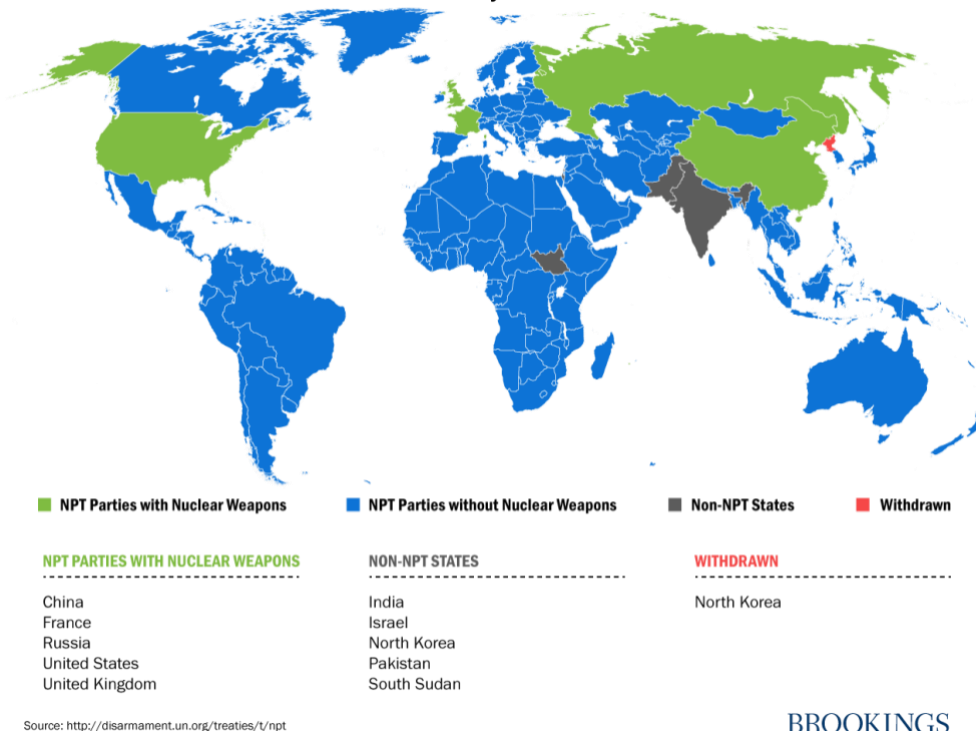 NPT Parties with Nuclear Weapons
NPT Parties without Nuclear Weapons
Non-NPT States
Withdrawn
NPT PARTIES WITH NUCLEAR WEAPONS
China
France
Russia
United States
United Kingdom
NON-NPT STATES
India
Israel
North Korea
Pakistan
South Sudan
WITHDRAWN
North Korea
Source: http://disarmament.un.org/treaties/t/npt
BBROOKINGS